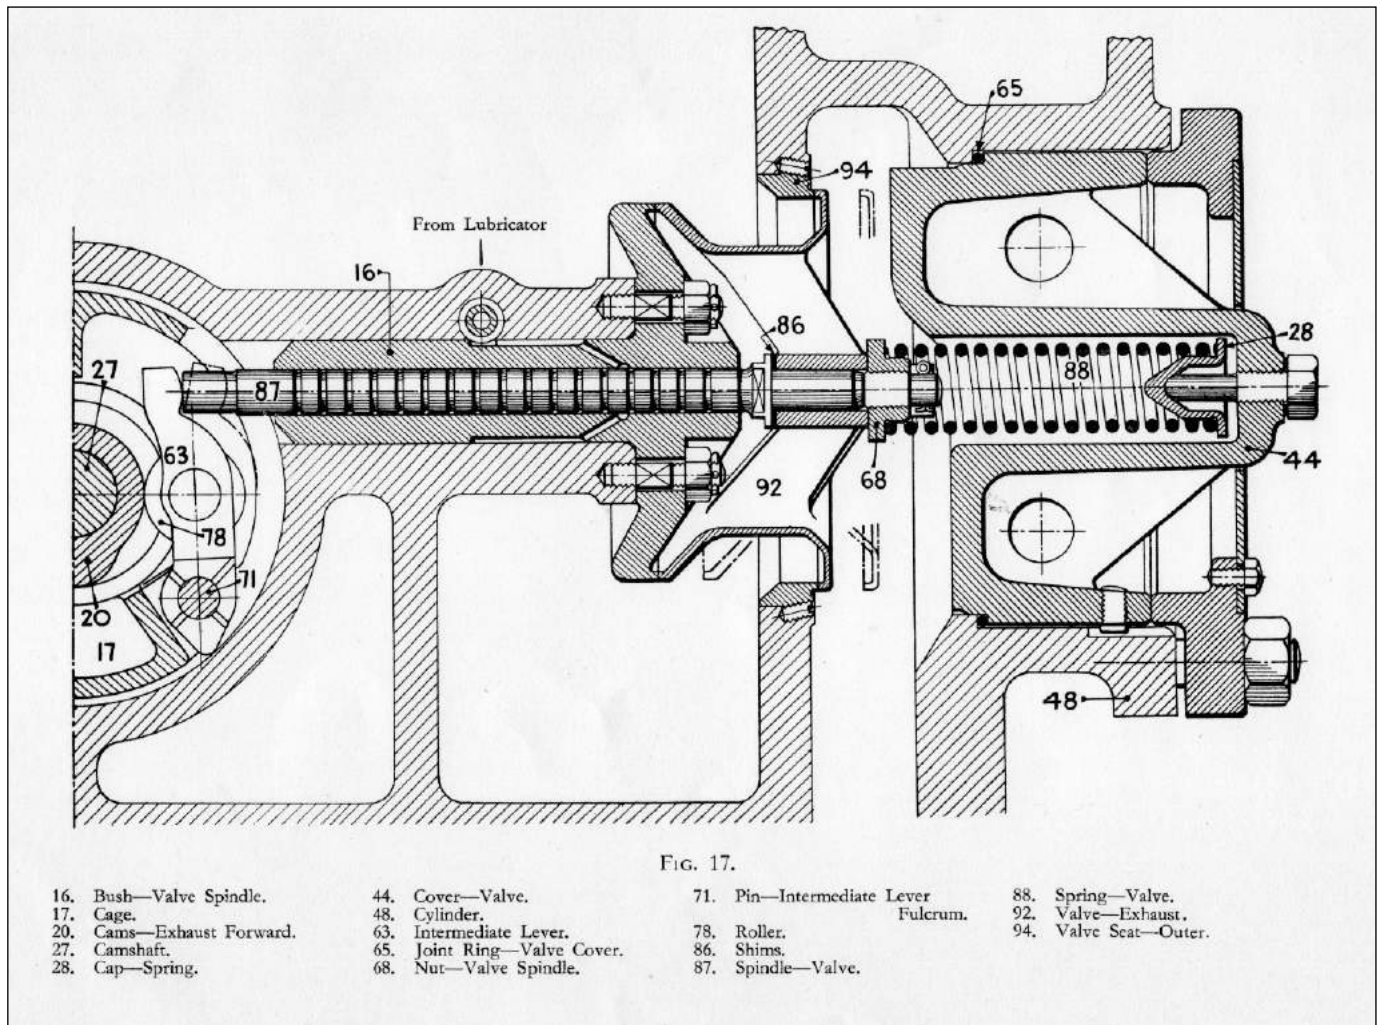 65
94
From Lubricator
16
86
28
27
87
88
63
44
92
68
78
71
20
17
48
FIG. 17.
16. Bush—Valve Spindle.
17. Cage.
20. Cams—Exhaust Forward.
27. Camshaft.
28. Cap—Spring.
44. Cover—Valve.
48. Cylinder.
63. Intermediate Lever.
65. Joint Ring—Valve Cover.
68. Nut—Valve Spindle.
71. Pin—Intermediate Lever
Fulcrum.
78. Roller.
86. Shims.
87. Spindle—Valve.
88. Spring—Valve.
92. Valve—Exhaust.
94. Valve Seat—Outer.